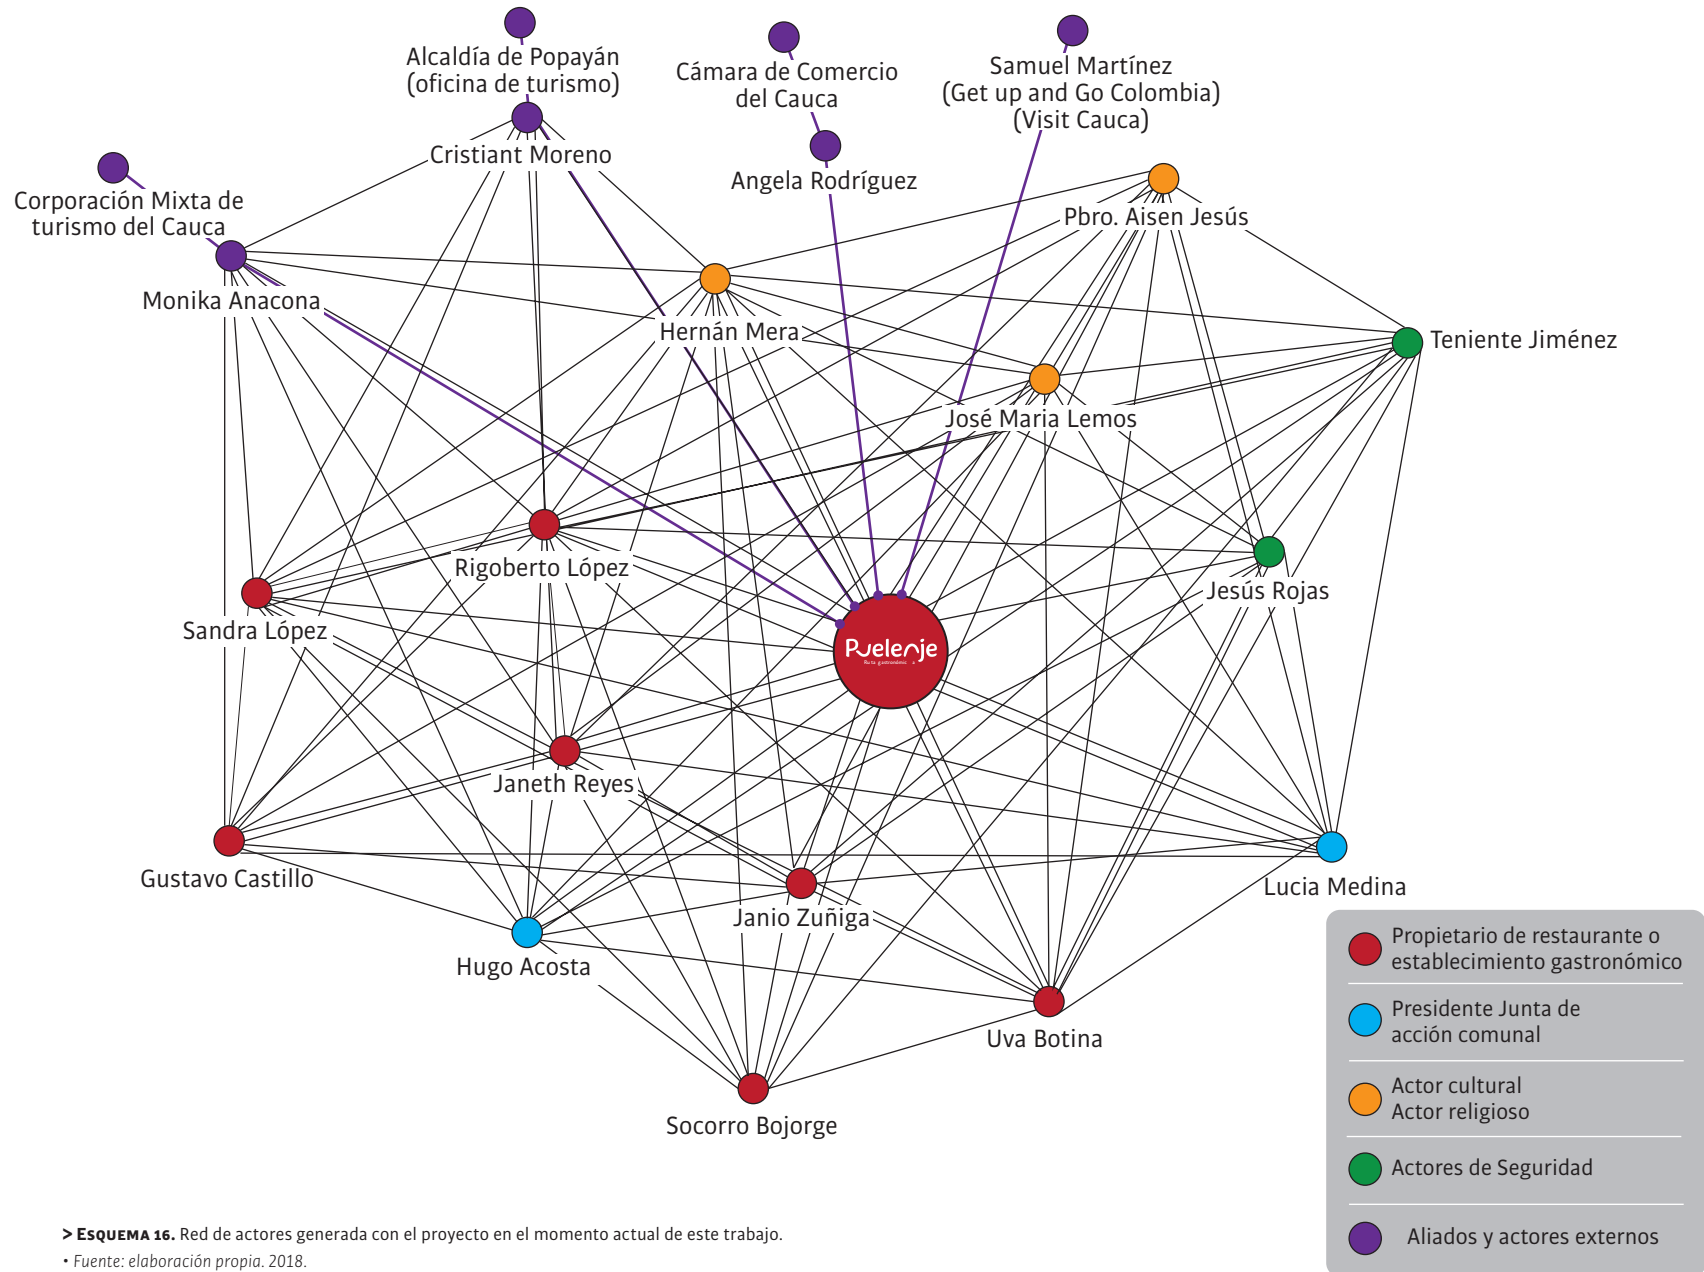 Alcaldía de Popayán
(oficina de turismo)
Cámara de Comercio
del Cauca
Samuel Martínez
(Get up and Go Colombia)
(Visit Cauca)
Cristiant Moreno
Angela Rodríguez
Corporación Mixta de
turismo del Cauca
Pbro. Aisen Jesús
Monika Anacona
Hernán Mera
Teniente Jiménez
José Maria Lemos
Rigoberto López
Jesús Rojas
Sandra López
Puelenje
Ruta gastronómica
Janeth Reyes
Gustavo Castillo
Lucia Medina
Janio Zuñiga
Hugo Acosta
Uva Botina
Socorro Bojorge
Propietario de restaurante o
establecimiento gastronómico
Presidente Junta de
acción comunal
Actor cultural
Actor religioso
Actores de Seguridad
Aliados y actores externos
> ESQUEMA 16. Red de actores generada con el proyecto en el momento actual de este trabajo.
• Fuente: elaboración propia. 2018.